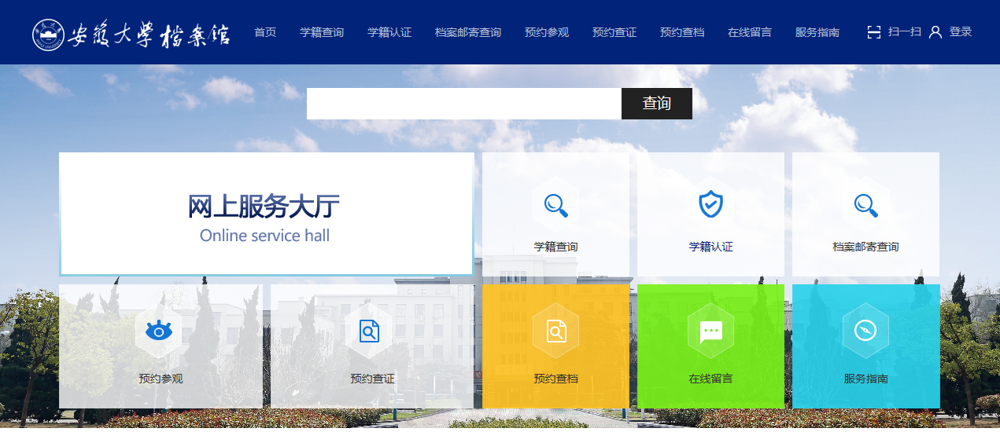 安徽大学档案馆
首页 学籍查询 学籍认证 档案邮寄查询 预约参观 预约查证 预约查档 在线留言 服务指南 扫一扫 登录
查询
网上服务大厅
Online service hall
学籍查询 学籍认证 档案邮寄查询
预约参观 预约查证 预约查档 在线留言 服务指南